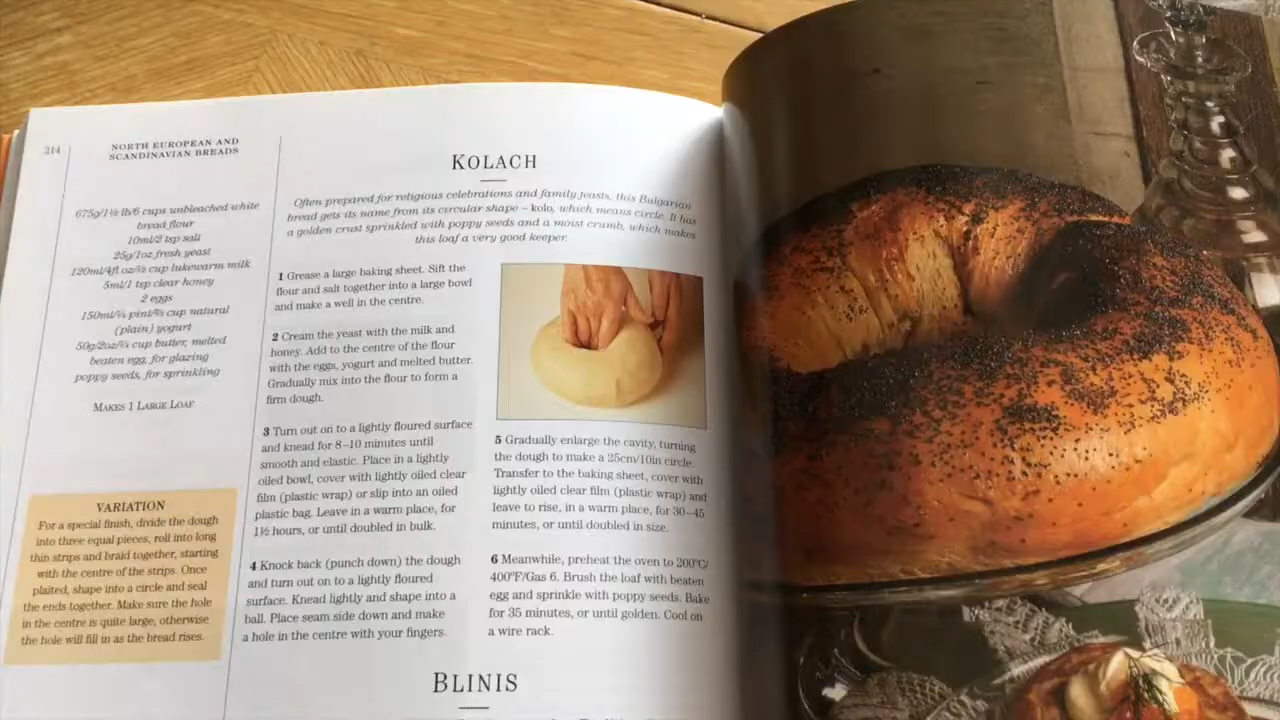 214
NORTH EUROPEAN AND
SCANDINAVIAN BREADS
675g/1½ lb/6 cups unbleached white
bread flour
10ml/2 tsp salt
25g/1oz fresh yeast
120ml/4fl oz/½ cup lukewarm milk
5ml/1 tsp clear honey
2 eggs
150ml/¼ pint/⅔ cup natural
(plain) yogurt
50g/2oz/¼ cup butter, melted
beaten egg, for glazing
poppy seeds, for sprinkling
MAKES 1 LARGE LOAF
VARIATION
For a special finish, divide the dough
into three equal pieces, roll into long
thin strips and braid together, starting
with the centre of the strips. Once
plaited, shape into a circle and seal
the ends together. Make sure the hole
in the centre is quite large, otherwise
the hole will fill in as the bread rises.
KOLACH
Often prepared for religious celebrations and family feasts, this Bulgarian
bread gets its name from its circular shape – kolo, which means circle. It has
a golden crust sprinkled with poppy seeds and a moist crumb, which makes
this loaf a very good keeper.
1 Grease a large baking sheet. Sift the
flour and salt together into a large bowl
and make a well in the centre.
2 Cream the yeast with the milk and
honey. Add to the centre of the flour
with the eggs, yogurt and melted butter.
Gradually mix into the flour to form a
firm dough.
3 Turn out on to a lightly floured surface
and knead for 8–10 minutes until
smooth and elastic. Place in a lightly
oiled bowl, cover with lightly oiled clear
film (plastic wrap) or slip into an oiled
plastic bag. Leave in a warm place, for
1½ hours, or until doubled in bulk.
4 Knock back (punch down) the dough
and turn out on to a lightly floured
surface. Knead lightly and shape into a
ball. Place seam side down and make
a hole in the centre with your fingers.
5 Gradually enlarge the cavity, turning
the dough to make a 25cm/10in circle.
Transfer to the baking sheet, cover with
lightly oiled clear film (plastic wrap) and
leave to rise, in a warm place, for 30–45
minutes, or until doubled in size.
6 Meanwhile, preheat the oven to 200°C/
400°F/Gas 6. Brush the loaf with beaten
egg and sprinkle with poppy seeds. Bake
for 35 minutes, or until golden. Cool on
a wire rack.
BLINIS